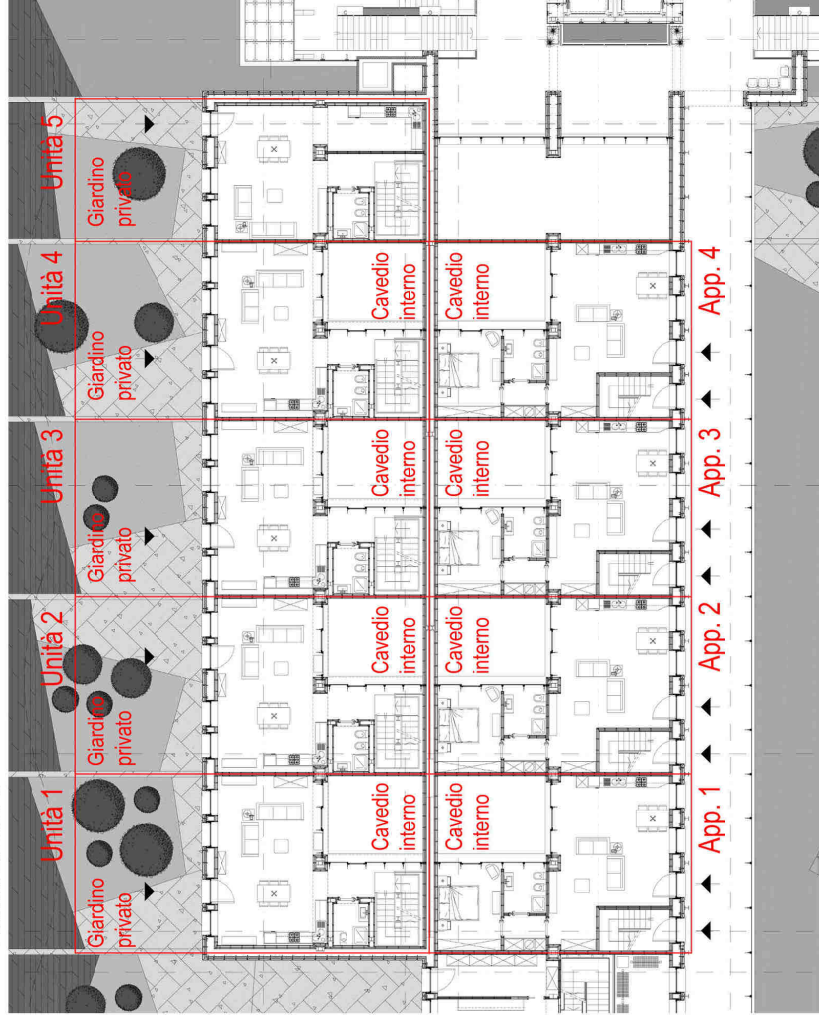 Unità 1
Unità 2
Unità 3
Unità 4
Unità 5
Giardino
privato
Giardino
privato
Giardino
privato
Giardino
privato
Giardino
privato
Cavedio
interno
Cavedio
interno
Cavedio
interno
Cavedio
interno
Cavedio
interno
Cavedio
interno
Cavedio
interno
Cavedio
interno
App. 1
App. 2
App. 3
App. 4